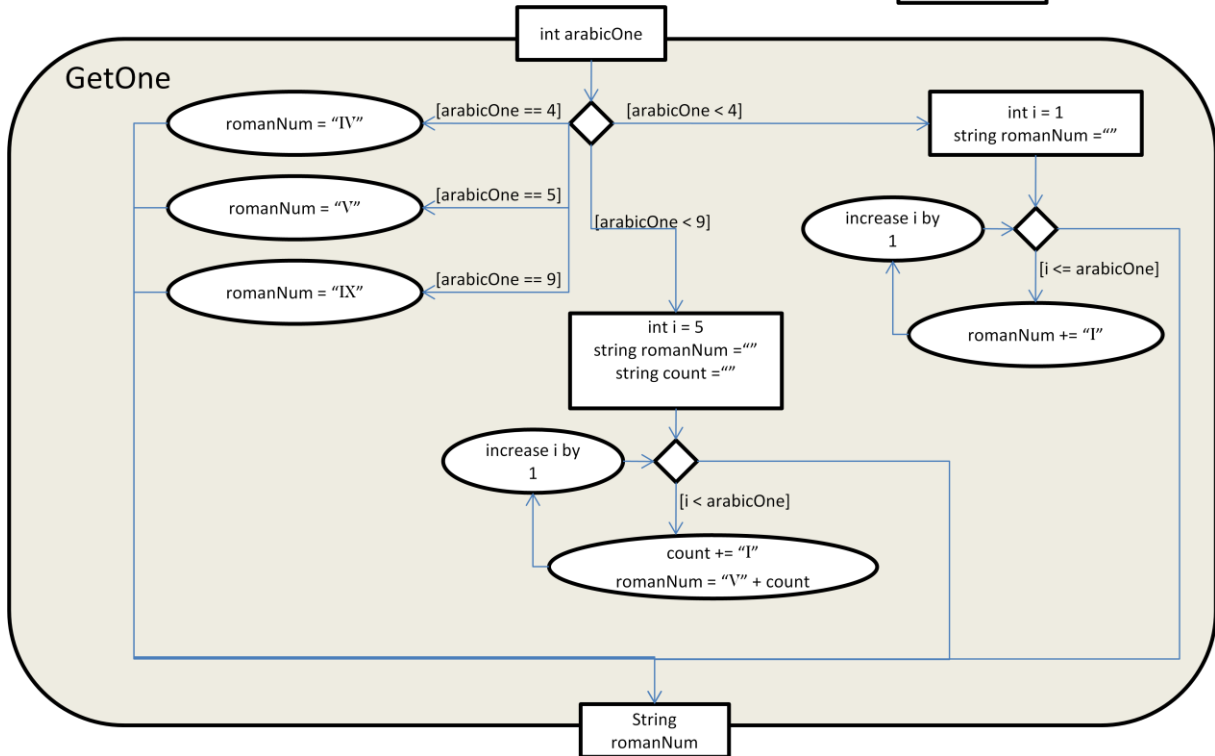 int arabicOne
GetOne
[arabicOne == 4]
[arabicOne < 4]
romanNum = “IV”
int i = 1
string romanNum =“”
[arabicOne == 5]
romanNum = “V”
[arabicOne < 9]
increase i by
1
[i <= arabicOne]
[arabicOne == 9]
romanNum = “IX”
romanNum += “I”
int i = 5
string romanNum =“”
string count =“”
increase i by
1
[i < arabicOne]
count += “I”
romanNum = “V” + count
String
romanNum